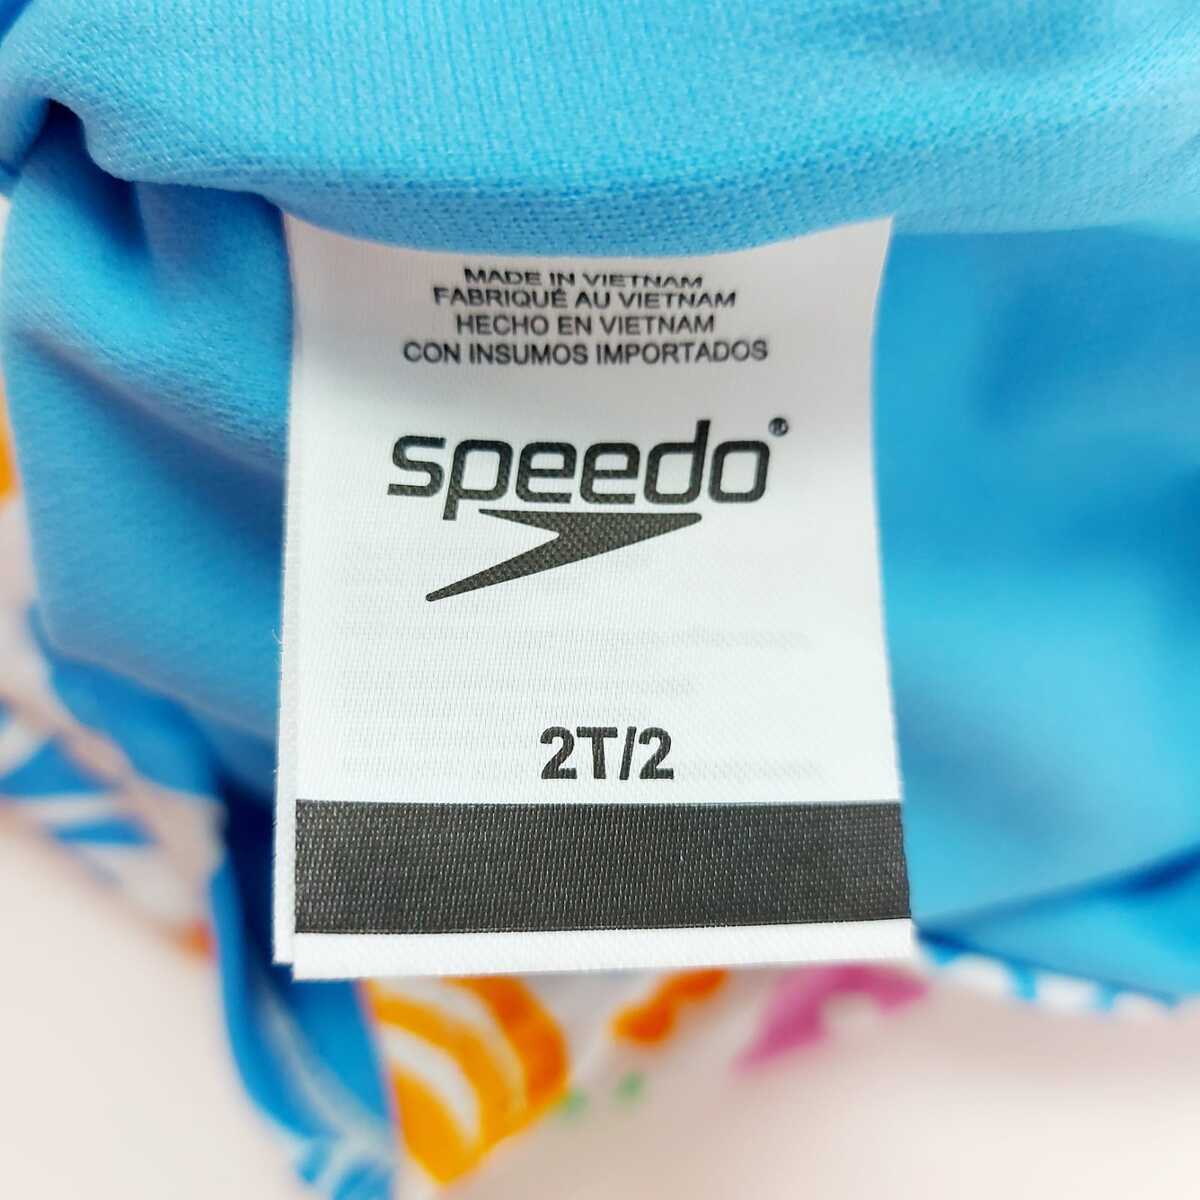 MADE IN VIETNAM
FABRIQUÉ AU VIETNAM
HECHO EN VIETNAM
CON INSUMOS IMPORTADOS
speedo®
2T/2